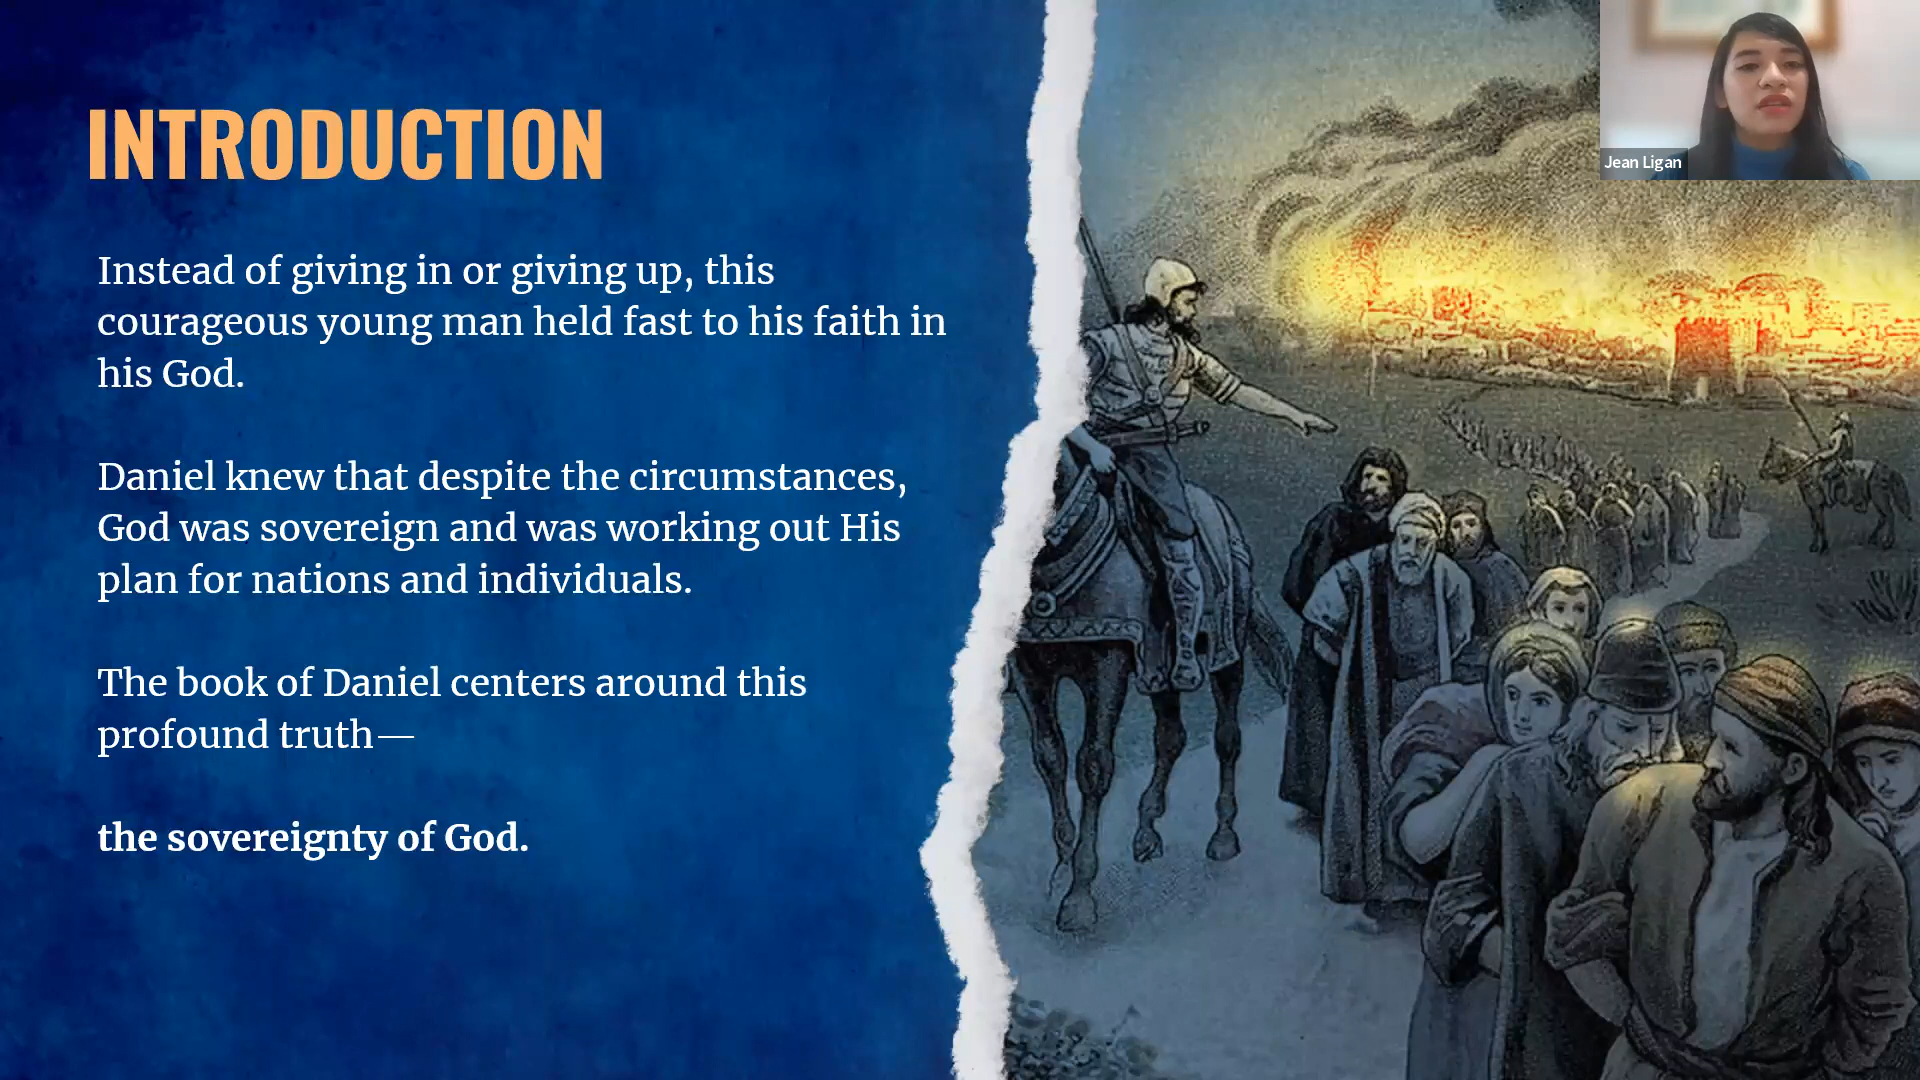 INTRODUCTION
Instead of giving in or giving up, this
courageous young man held fast to his faith in
his God.
Daniel knew that despite the circumstances,
God was sovereign and was working out His
plan for nations and individuals.
The book of Daniel centers around this
profound truth—
the sovereignty of God.
Jean Ligan